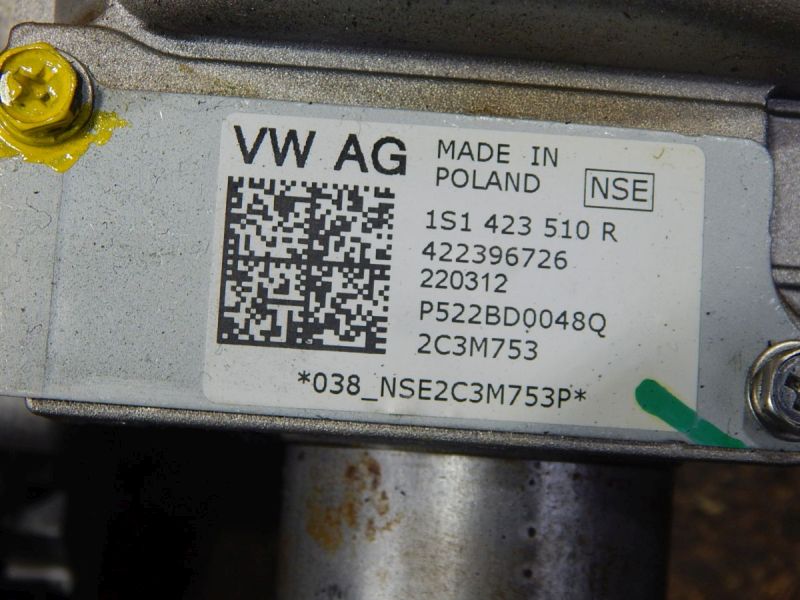 VW AG
MADE IN
POLAND
NSE
1S1 423 510 R
422396726
220312
P522BD0048Q
2C3M753
*038_NSE2C3M753P*